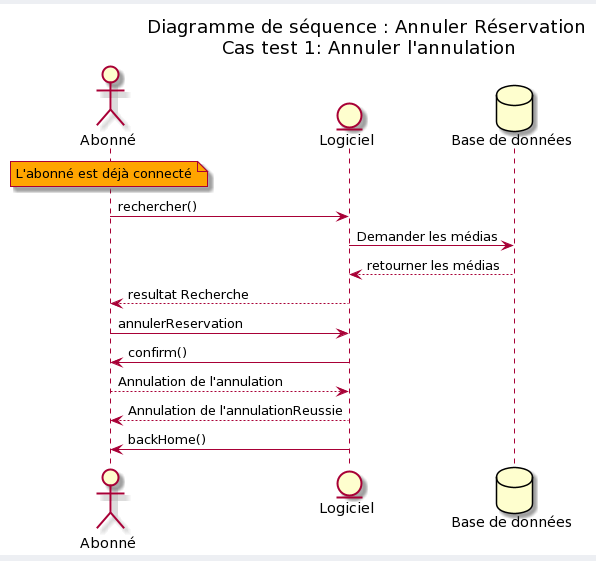 Diagramme de séquence : Annuler Réservation
Cas test 1: Annuler l'annulation
Abonné
Logiciel
Base de données
L'abonné est déjà connecté
rechercher()
Demander les médias
retourner les médias
resultat Recherche
annulerReservation
confirm()
Annulation de l'annulation
Annulation de l'annulationReussie
backHome()
Abonné
Logiciel
Base de données